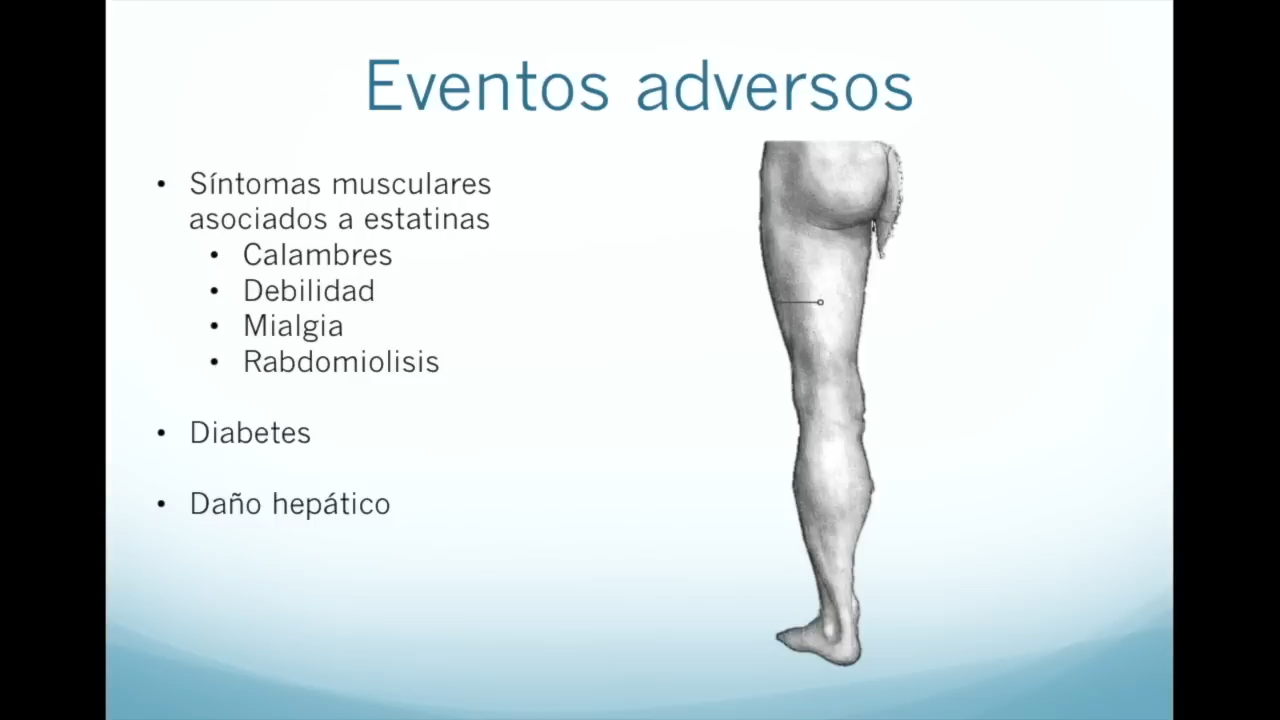 Eventos adversos
• Síntomas musculares
asociados a estatinas
• Calambres
• Debilidad
• Mialgia
• Rabdomiolisis
• Diabetes
• Daño hepático